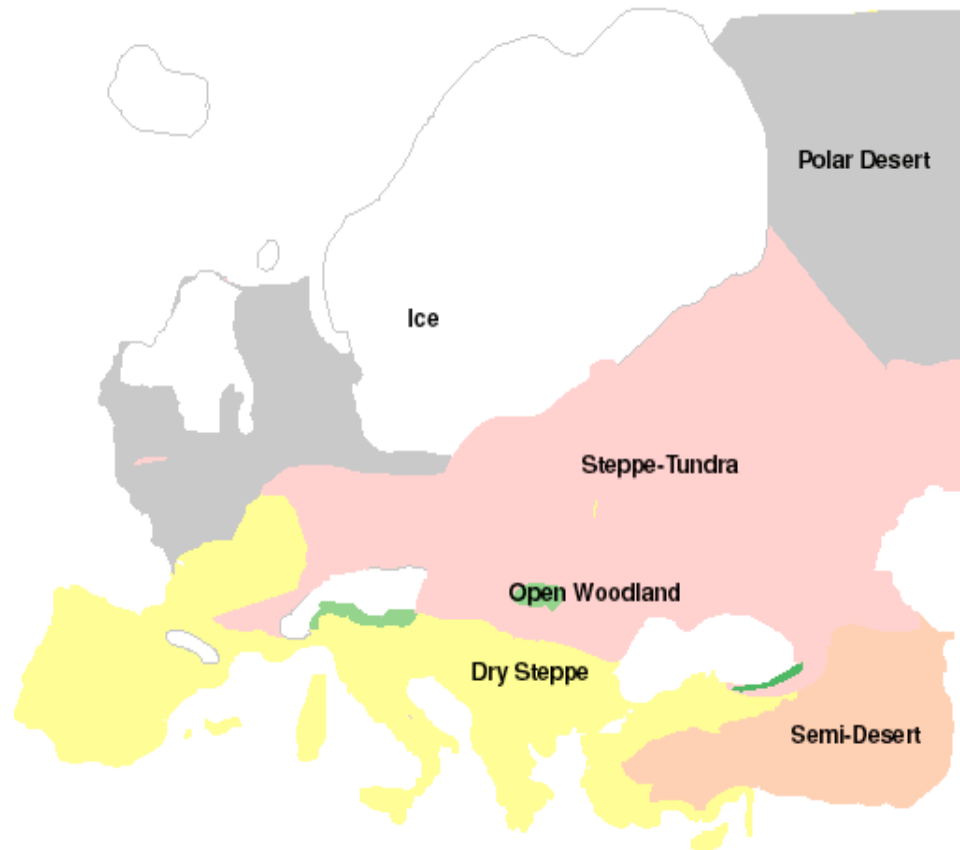 Polar Desert
Ice
Steppe-Tundra
Open Woodland
Dry Steppe
Semi-Desert